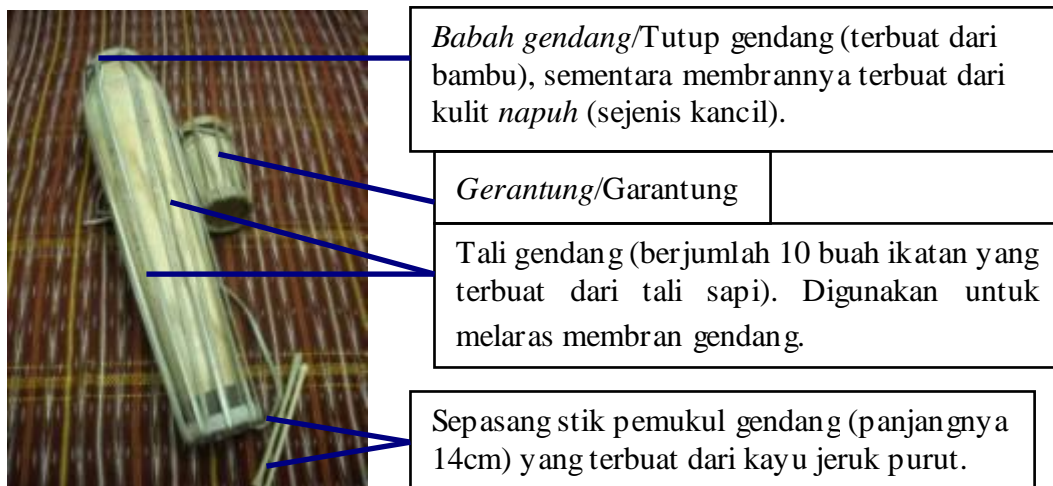 Babah gendang/Tutup gendang (terbuat dari
bambu), sementara membrannya terbuat dari
kulit napuh (sejenis kancil).
Gerantung/Garantung
Tali gendang (berjumlah 10 buah ikatan yang
terbuat dari tali sapi). Digunakan untuk
melaras membran gendang.
Sepasang stik pemukul gendang (panjangnya
14cm) yang terbuat dari kayu jeruk purut.